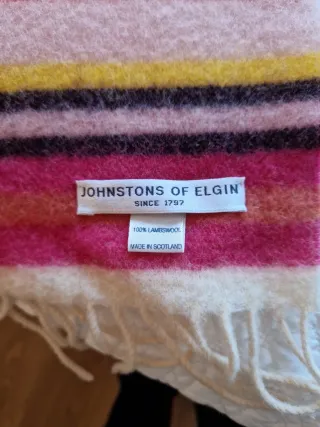 JOHNSTONS OF ELGIN
SINCE 1797
100% LAMBSWOOL
MADE IN SCOTLAND